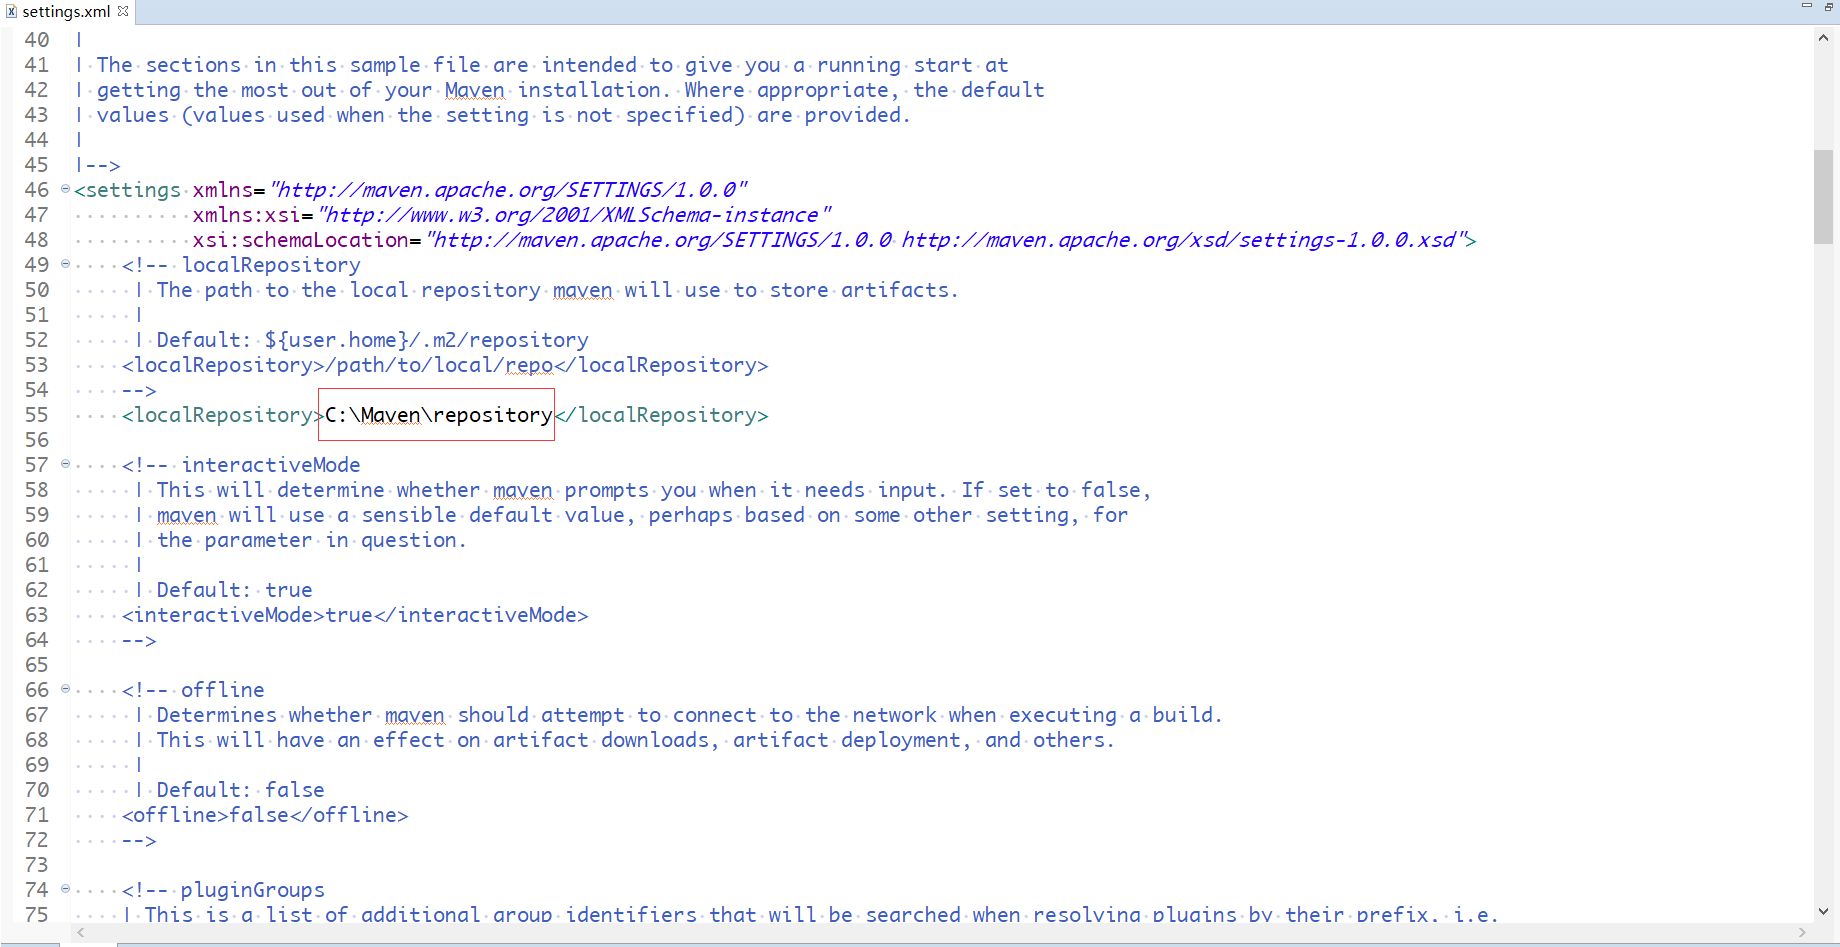 settings.xml
40 |
41 | The sections in this sample file are intended to give you a running start at
42 | getting the most out of your Maven installation. Where appropriate, the default
43 | values (values used when the setting is not specified) are provided.
44 |
45 |-->
46 <settings xmlns="http://maven.apache.org/SETTINGS/1.0.0"
47 xmlns:xsi="http://www.w3.org/2001/XMLSchema-instance"
48 xsi:schemaLocation="http://maven.apache.org/SETTINGS/1.0.0 http://maven.apache.org/xsd/settings-1.0.0.xsd">
49 <!-- localRepository
50 | The path to the local repository maven will use to store artifacts.
51 |
52 | Default: ${user.home}/.m2/repository
53 <localRepository>/path/to/local/repo</localRepository>
54 -->
55 <localRepository>C:\Maven\repository</localRepository>
56
57 <!-- interactiveMode
58 | This will determine whether maven prompts you when it needs input. If set to false,
59 | maven will use a sensible default value, perhaps based on some other setting, for
60 | the parameter in question.
61 |
62 | Default: true
63 <interactiveMode>true</interactiveMode>
64 -->
65
66 <!-- offline
67 | Determines whether maven should attempt to connect to the network when executing a build.
68 | This will have an effect on artifact downloads, artifact deployment, and others.
69 |
70 | Default: false
71 <offline>false</offline>
72 -->
73
74 <!-- pluginGroups
75 | This is a list of additional group identifiers that will be searched when resolving plugins by their prefix, i.e.